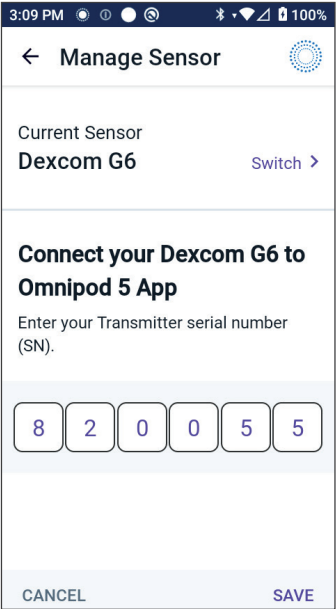 3:09 PM 100%
Manage Sensor
Current Sensor
Dexcom G6
Switch
Connect your Dexcom G6 to
Omnipod 5 App
Enter your Transmitter serial number
(SN).
8 2 0 0 5 5
CANCEL SAVE